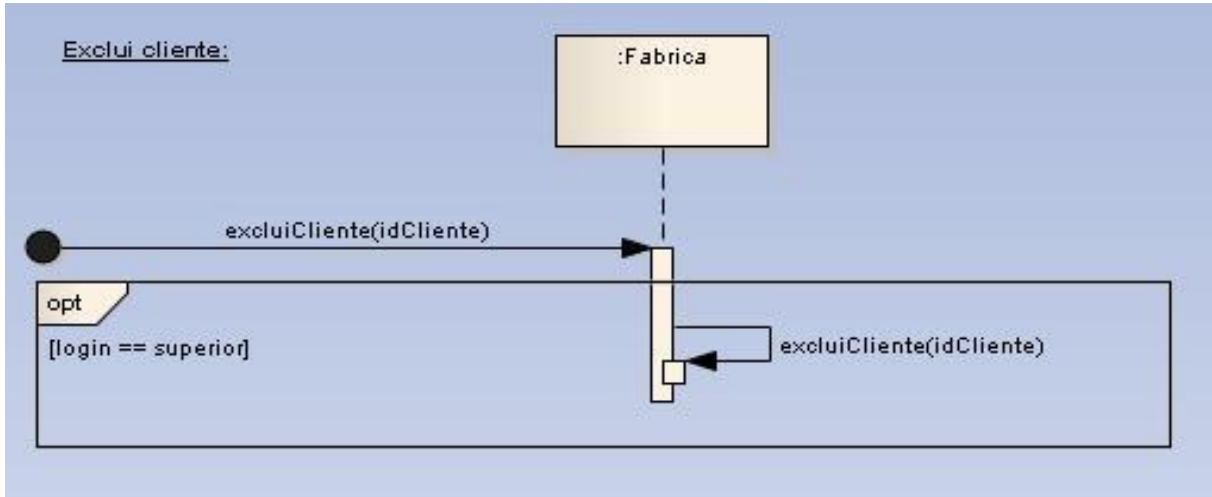 Exclui cliente:
:Fabrica
excluiCliente(idCliente)
opt
[login == superior]
excluiCliente(idCliente)